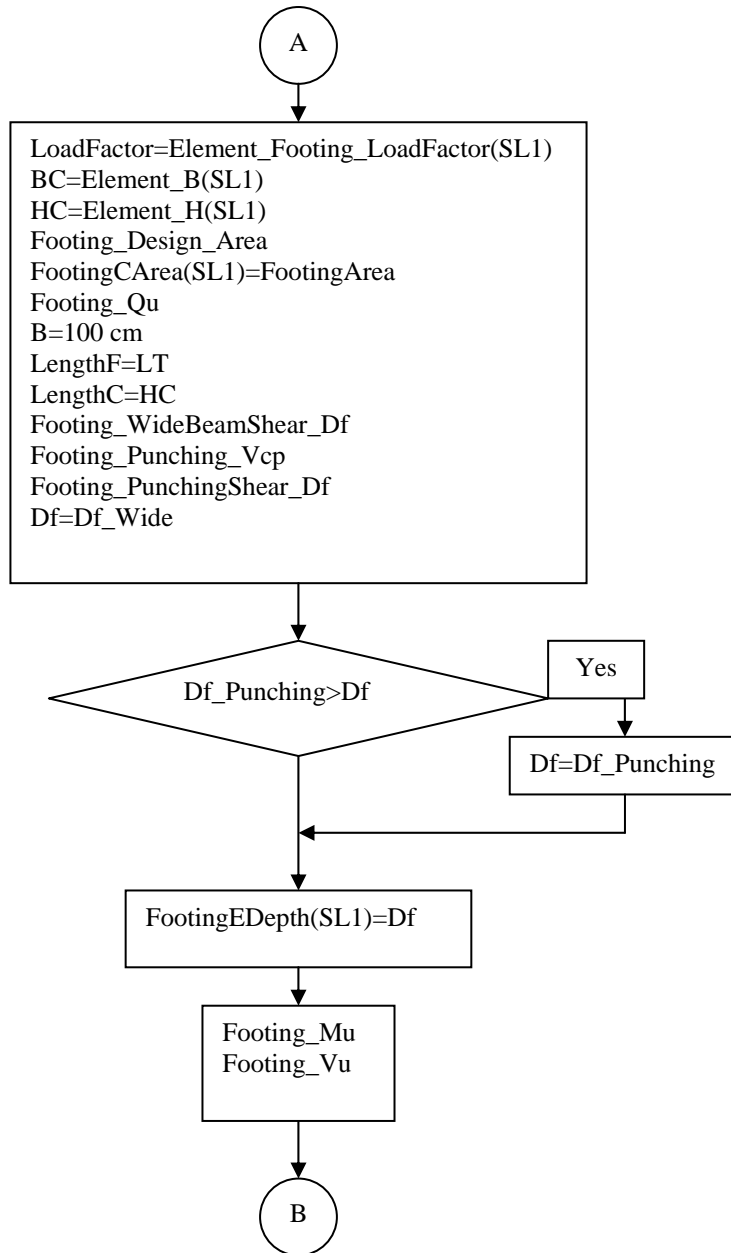 A
LoadFactor=Element_Footing_LoadFactor(SL1)
BC=Element_B(SL1)
HC=Element_H(SL1)
Footing_Design_Area
FootingCArea(SL1)=FootingArea
Footing_Qu
B=100 cm
LengthF=LT
LengthC=HC
Footing_WideBeamShear_Df
Footing_Punching_Vcp
Footing_PunchingShear_Df
Df=Df_Wide
Df_Punching>Df
Yes
Df=Df_Punching
FootingEDepth(SL1)=Df
Footing_Mu
Footing_Vu
B